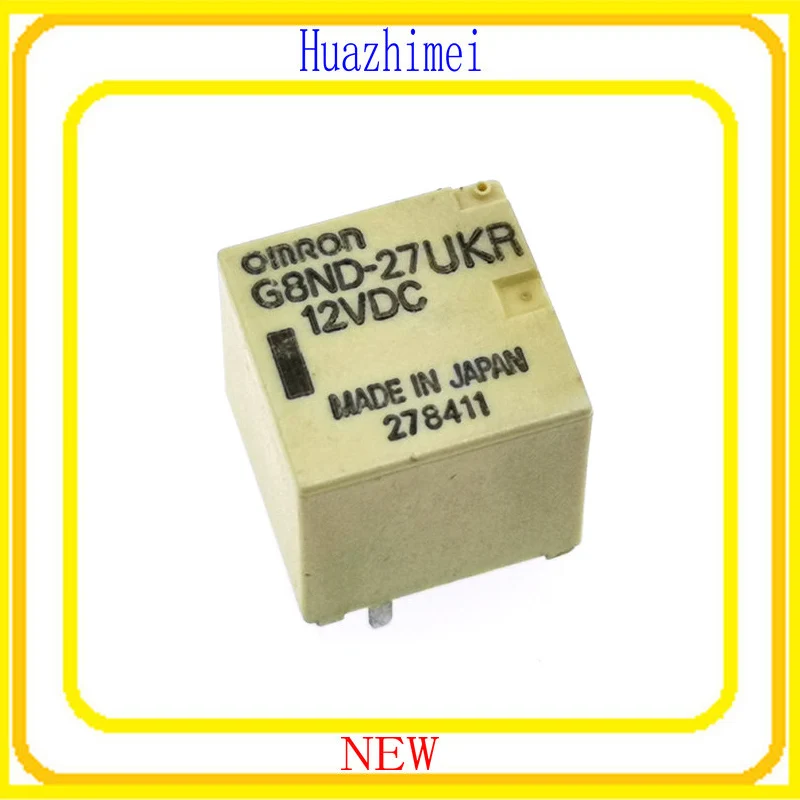 Huazhimei
omron
G8ND-27UKR
12VDC
MADE IN JAPAN
278411
NEW